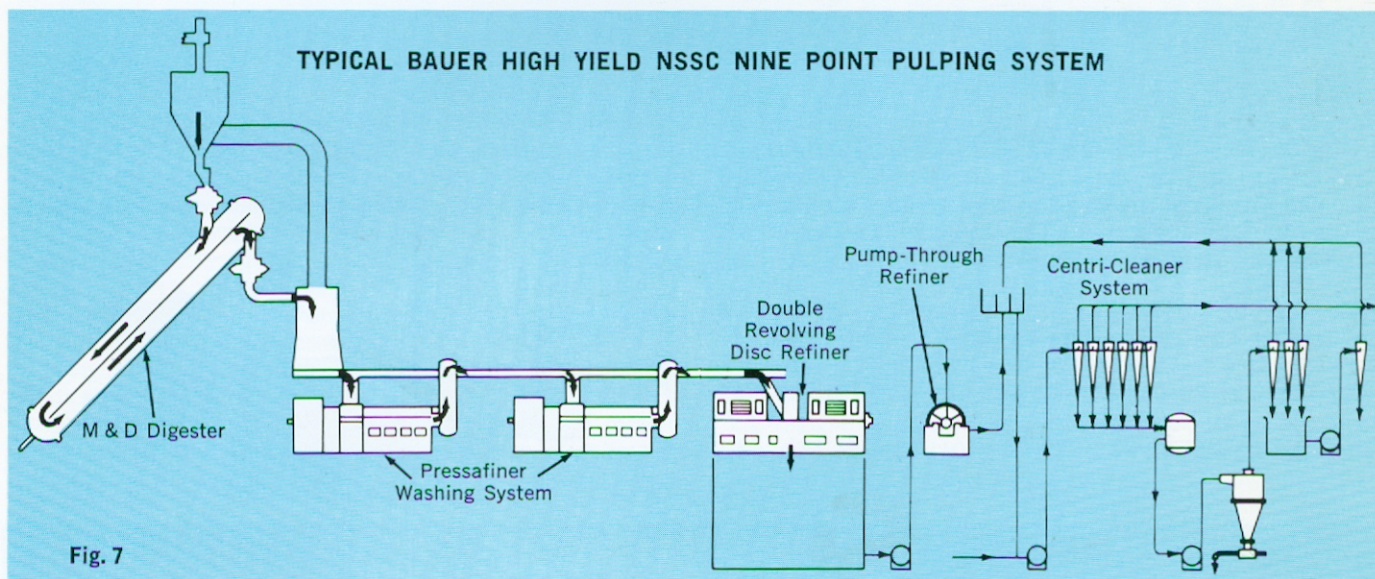 TYPICAL BAUER HIGH YIELD NSSC NINE POINT PULPING SYSTEM
M & D Digester
Pressafiner
Washing System
Double
Revolving
Disc Refiner
Pump-Through
Refiner
Centri-Cleaner
System
Fig. 7